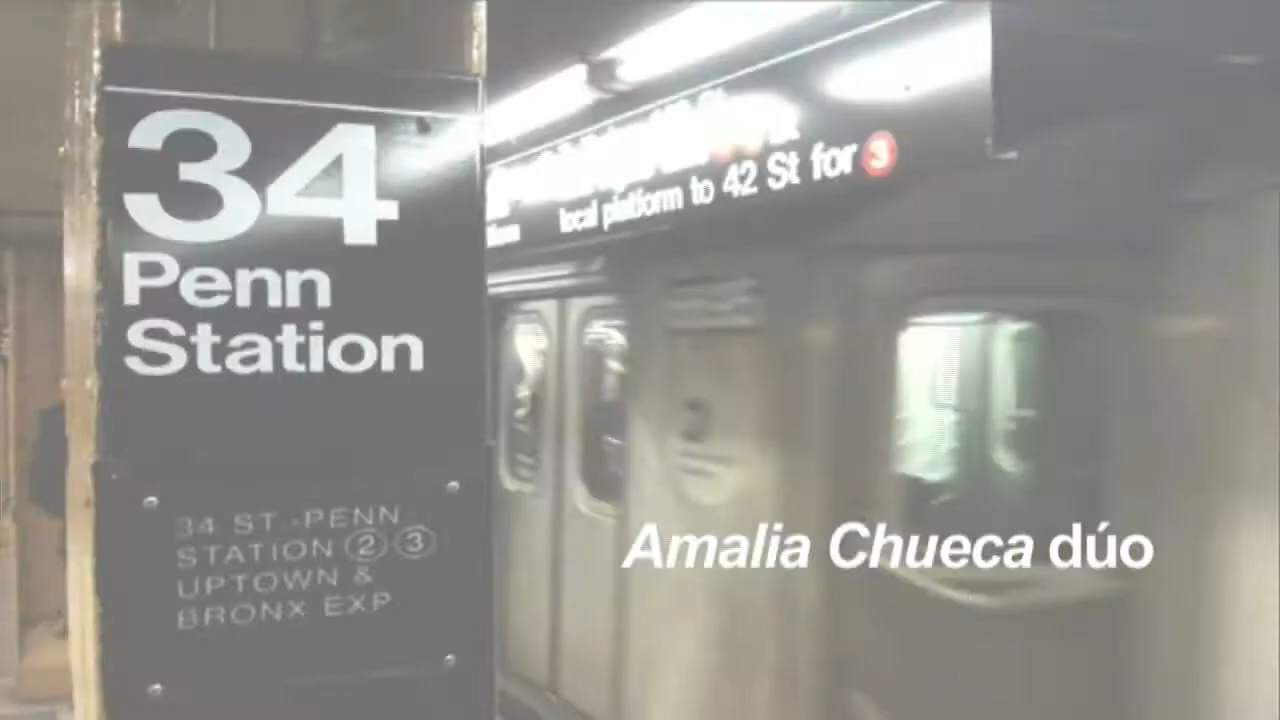 34
Penn
Station
34 ST.-PENN
STATION 2 3
UPTOWN &
BRONX EXP
local platform to 42 St for 3
Amalia Chueca dúo